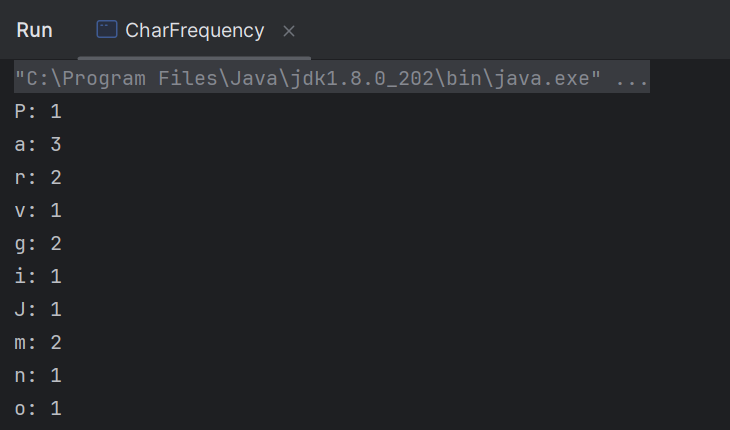 Run CharFrequency
"C:\Program Files\Java\jdk1.8.0_202\bin\java.exe" ...
P: 1
a: 3
r: 2
v: 1
g: 2
i: 1
J: 1
m: 2
n: 1
o: 1